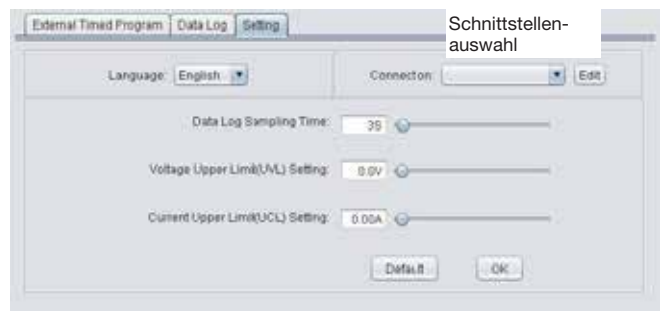 External Timed Program Data Log Setting
Schnittstellen-
auswahl
Language: English Connection: Edit
Data Log Sampling Time: 3S
Voltage Upper Limit(UVL) Setting: 0.0V
Current Upper Limit(UCL) Setting: 0.00A
Default OK